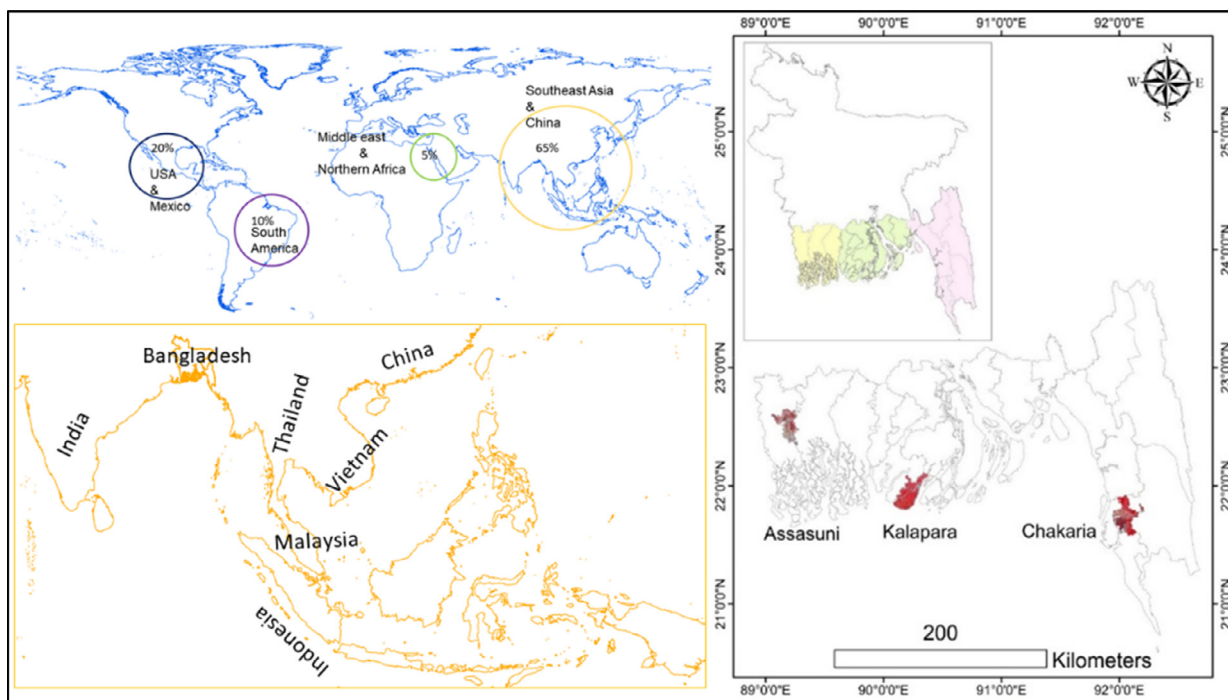 Southeast Asia
&
China
65%
Middle east
&
Northern Africa
5%
20%
USA
&
Mexico
10%
South
America
Bangladesh
China
India
Thailand
Vietnam
Malaysia
Indonesia
89°0'0"E 90°0'0"E 91°0'0"E 92°0'0"E
N
W E
S
25°0'0"N 25°0'0"N
24°0'0"N 24°0'0"N
23°0'0"N 23°0'0"N
22°0'0"N 22°0'0"N
21°0'0"N 21°0'0"N
Assasuni Kalapara Chakaria
200
Kilometers
89°0'0"E 90°0'0"E 91°0'0"E 92°0'0"E